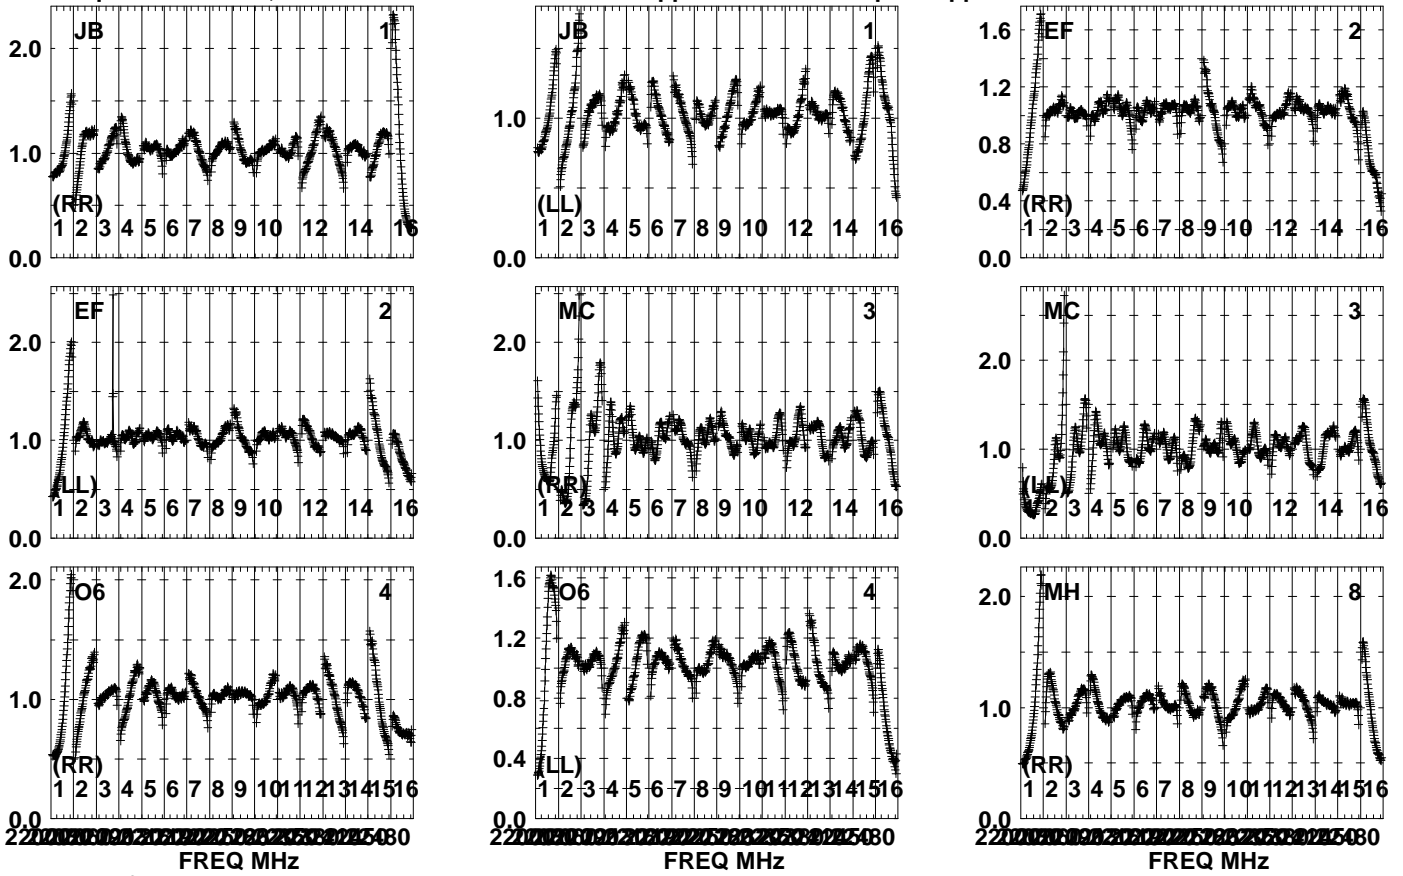 JB 1
2.0
1.0
(RR)
1 2 3 4 5 6 7 8 9 10 12 14 16
0.0
JB 1
1.0
(LL)
1 2 3 4 5 6 7 8 9 10 12 14 16
0.0
EF 2
1.6
1.2
0.8
0.4
(RR)
1 2 3 4 5 6 7 8 9 10 12 14 16
0.0
EF 2
2.0
1.0
(LL)
1 2 3 4 5 6 7 8 9 10 12 14 16
0.0
MC 3
2.0
1.0
(RR)
1 2 3 4 5 6 7 8 9 10 12 14 16
0.0
MC 3
2.0
1.0
(LL)
1 2 3 4 5 6 7 8 9 10 12 14 16
0.0
O6 4
2.0
1.0
(RR)
1 2 3 4 5 6 7 8 9 10 11 12 13 14 15 16
0.0
FREQ MHz
O6 4
1.6
1.2
0.8
0.4
(LL)
1 2 3 4 5 6 7 8 9 10 11 12 13 14 15 16
0.0
FREQ MHz
MH 8
2.0
1.0
(RR)
1 2 3 4 5 6 7 8 9 10 11 12 13 14 15 16
0.0
FREQ MHz